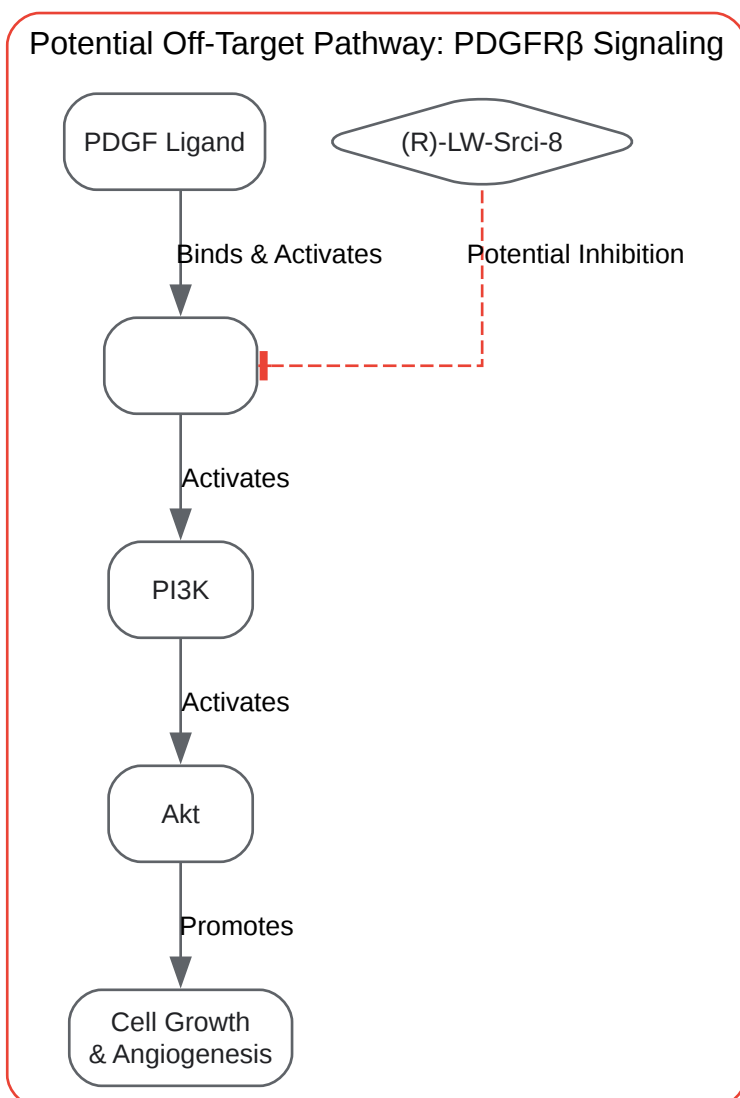 Potential Off-Target Pathway: PDGFRβ Signaling
PDGF Ligand
(R)-LW-Srci-8
Binds & Activates
Potential Inhibition
Activates
PI3K
Activates
Akt
Promotes
Cell Growth
& Angiogenesis